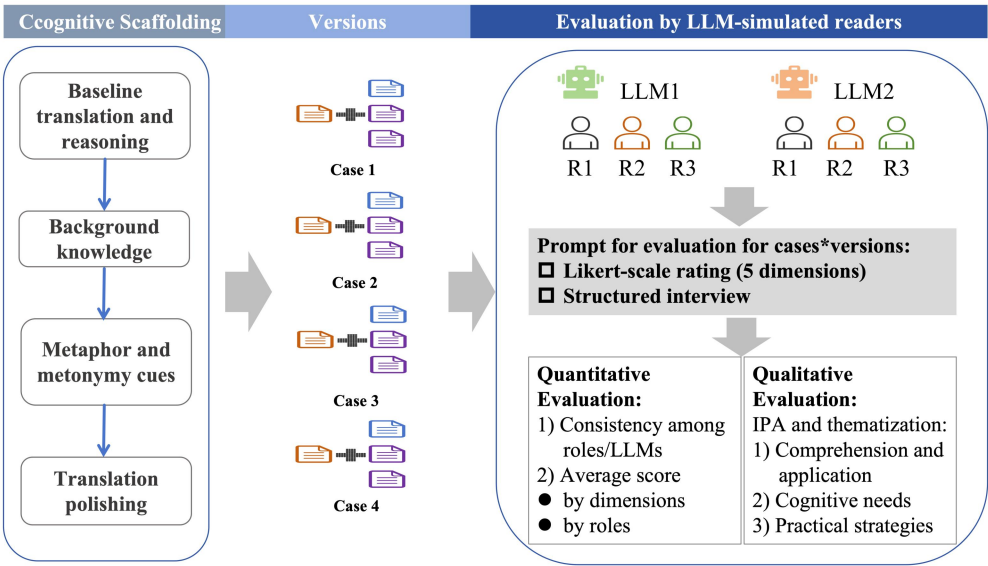 Ccognitive Scaffolding
Versions
Evaluation by LLM-simulated readers
Baseline
translation and
reasoning
Background
knowledge
Metaphor and
metonymy cues
Translation
polishing
Case 1
Case 2
Case 3
Case 4
LLM1
LLM2
R1
R2
R3
R1
R2
R3
Prompt for evaluation for cases*versions:
Likert-scale rating (5 dimensions)
Structured interview
Quantitative
Evaluation:
1) Consistency among
roles/LLMs
2) Average score
● by dimensions
● by roles
Qualitative
Evaluation:
IPA and thematization:
1) Comprehension and
application
2) Cognitive needs
3) Practical strategies